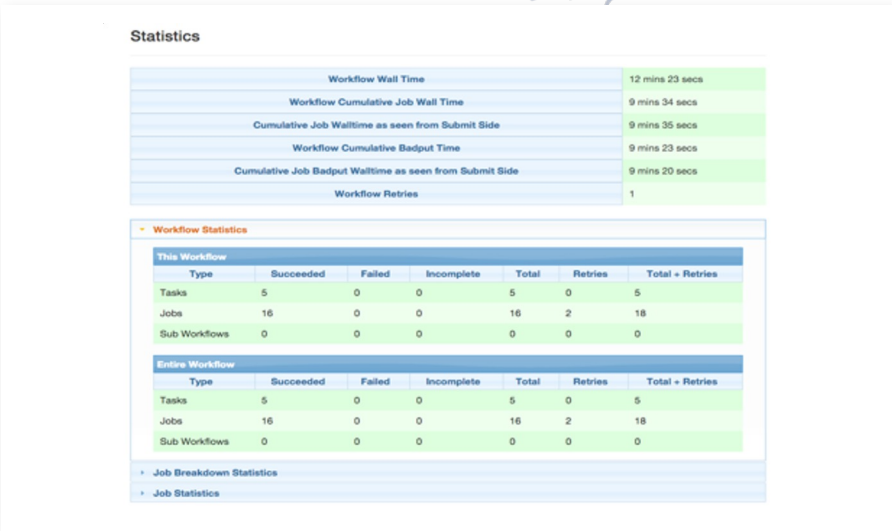 Statistics
Workflow Wall Time 12 mins 23 secs
Workflow Cumulative Job Wall Time 9 mins 34 secs
Cumulative Job Walltime as seen from Submit Side 9 mins 35 secs
Workflow Cumulative Badput Time 9 mins 23 secs
Cumulative Job Badput Walltime as seen from Submit Side 9 mins 20 secs
Workflow Retries 1
Workflow Statistics
This Workflow
Type Succeeded Failed Incomplete Total Retries Total + Retries
Tasks 5 0 0 5 0 5
Jobs 16 0 0 16 2 18
Sub Workflows 0 0 0 0 0 0
Entire Workflow
Type Succeeded Failed Incomplete Total Retries Total + Retries
Tasks 5 0 0 5 0 5
Jobs 16 0 0 16 2 18
Sub Workflows 0 0 0 0 0 0
Job Breakdown Statistics
Job Statistics